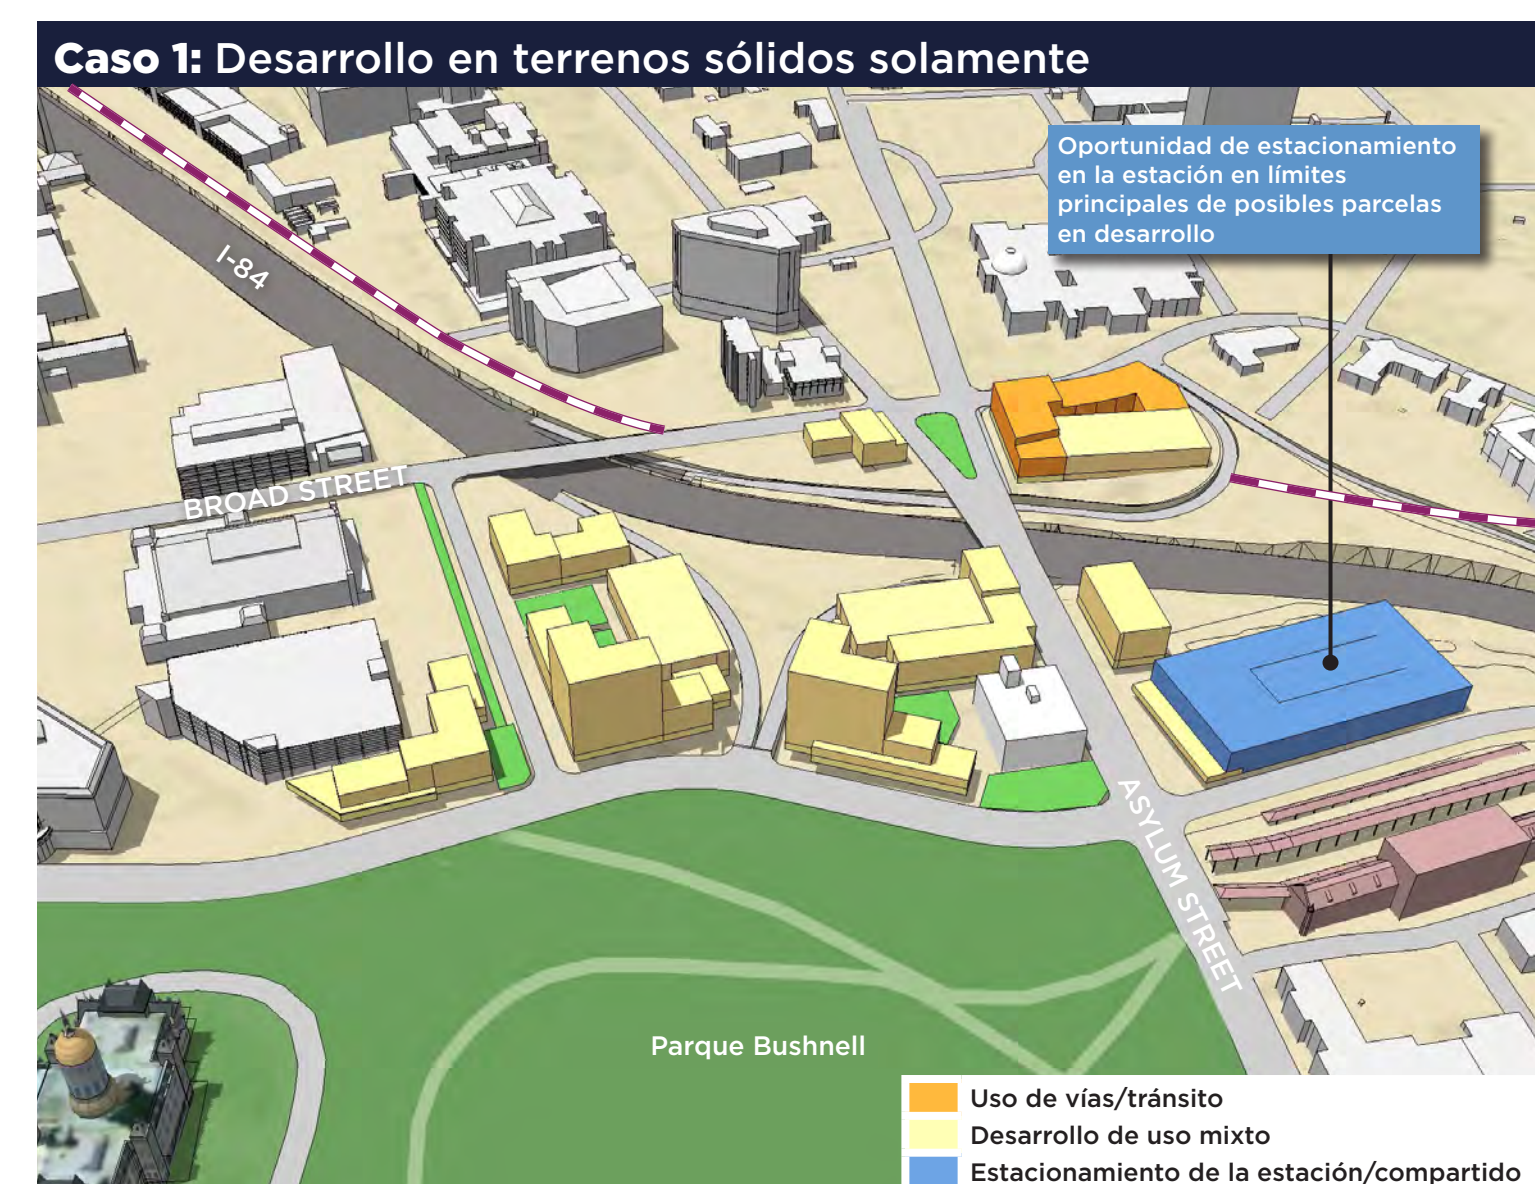 Caso 1: Desarrollo en terrenos sólidos solamente
Oportunidad de estacionamiento
en la estación en límites
principales de posibles parcelas
en desarrollo
I-84
BROAD STREET
ASYLUM STREET
Parque Bushnell
Uso de vías/tránsito
Desarrollo de uso mixto
Estacionamiento de la estación/compartido